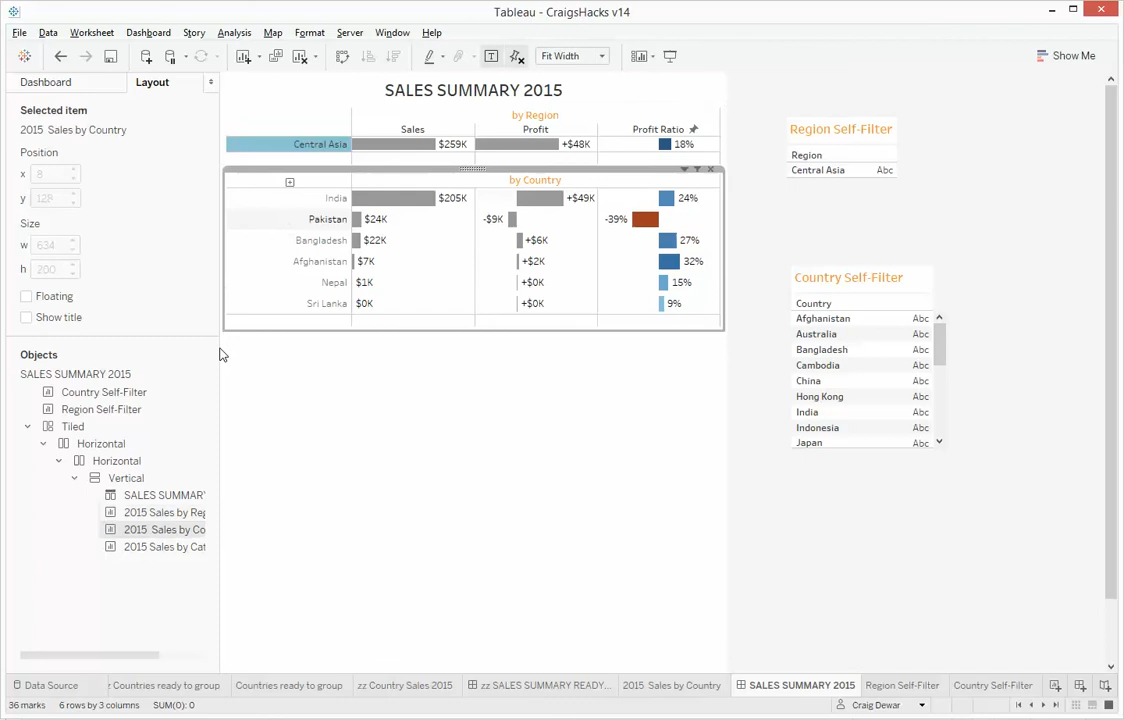 Tableau - CraigsHacks v14
File Data Worksheet Dashboard Story Analysis Map Format Server Window Help
T Fit Width Show Me
Dashboard Layout
Selected item
2015 Sales by Country
Position
x 8
y 128
Size
w 634
h 200
Floating
Show title
Objects
SALES SUMMARY 2015
Country Self-Filter
Region Self-Filter
Tiled
Horizontal
Horizontal
Vertical
SALES SUMMARY
2015 Sales by Reg
2015 Sales by Co
2015 Sales by Cat
SALES SUMMARY 2015
by Region
Sales Profit Profit Ratio
Central Asia $259K +$48K 18%
by Country
India $205K +$49K 24%
Pakistan $24K -$9K -39%
Bangladesh $22K +$6K 27%
Afghanistan $7K +$2K 32%
Nepal $1K +$0K 15%
Sri Lanka $0K +$0K 9%
Region Self-Filter
Region
Central Asia Abc
Country Self-Filter
Country
Afghanistan Abc
Australia Abc
Bangladesh Abc
Cambodia Abc
China Abc
Hong Kong Abc
India Abc
Indonesia Abc
Japan Abc
Data Source z Countries ready to group Countries ready to group zz Country Sales 2015 zz SALES SUMMARY READY... 2015 Sales by Country SALES SUMMARY 2015 Region Self-Filter Country Self-Filter
36 marks 6 rows by 3 columns SUM(0): 0 Craig Dewar